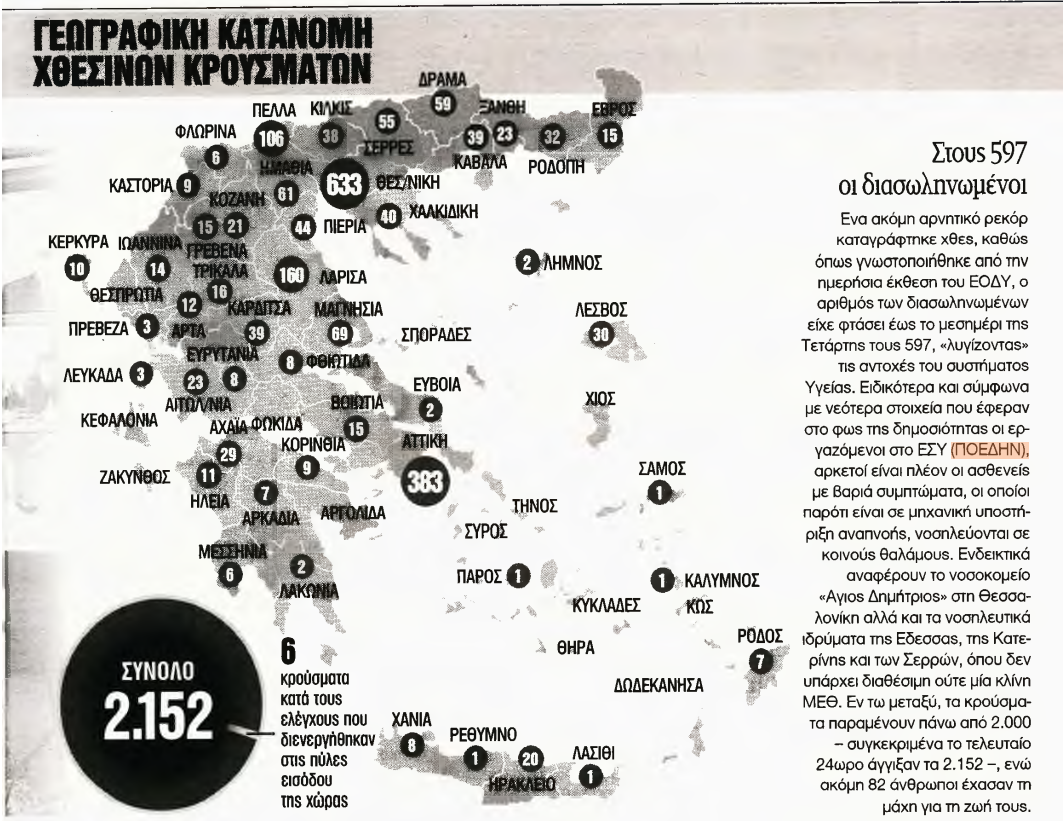 ΓΕΩΓΡΑΦΙΚΗ ΚΑΤΑΝΟΜΗ
ΧΘΕΣΙΝΩΝ ΚΡΟΥΣΜΑΤΩΝ
ΔΡΑΜΑ
59
ΠΕΛΛΑ
106
ΚΙΛΚΙΣ
38
55
ΣΕΡΡΕΣ
ΞΑΝΘΗ
23
39
ΚΑΒΑΛΑ
32
ΡΟΔΟΠΗ
ΕΒΡΟΣ
15
ΦΛΩΡΙΝΑ
6
ΗΜΑΘΙΑ
61
633
ΘΕΣ/ΝΙΚΗ
ΚΑΣΤΟΡΙΑ
9
ΚΟΖΑΝΗ
15
21
ΓΡΕΒΕΝΑ
44
ΠΙΕΡΙΑ
40
ΧΑΛΚΙΔΙΚΗ
ΚΕΡΚΥΡΑ
10
ΙΩΑΝΝΙΝΑ
14
ΤΡΙΚΑΛΑ
16
160
ΛΑΡΙΣΑ
2
ΛΗΜΝΟΣ
ΘΕΣΠΡΩΤΙΑ
12
ΑΡΤΑ
ΚΑΡΔΙΤΣΑ
39
ΜΑΓΝΗΣΙΑ
69
ΣΠΟΡΑΔΕΣ
ΛΕΣΒΟΣ
30
ΠΡΕΒΕΖΑ
3
ΕΥΡΥΤΑΝΙΑ
8
8
ΦΘΙΩΤΙΔΑ
ΛΕΥΚΑΔΑ
3
23
ΑΙΤΩΛ/ΝΙΑ
ΕΥΒΟΙΑ
2
ΧΙΟΣ
ΚΕΦΑΛΟΝΙΑ
ΑΧΑΪΑ
29
ΦΩΚΙΔΑ
ΒΟΙΩΤΙΑ
15
ΑΤΤΙΚΗ
383
ΚΟΡΙΝΘΙΑ
9
ΖΑΚΥΝΘΟΣ
11
ΗΛΕΙΑ
7
ΑΡΚΑΔΙΑ
ΑΡΓΟΛΙΔΑ
ΣΑΜΟΣ
1
ΤΗΝΟΣ
ΣΥΡΟΣ
ΜΕΣΣΗΝΙΑ
6
2
ΛΑΚΩΝΙΑ
ΠΑΡΟΣ
1
1
ΚΑΛΥΜΝΟΣ
ΚΥΚΛΑΔΕΣ
ΚΩΣ
ΘΗΡΑ
ΡΟΔΟΣ
7
ΔΩΔΕΚΑΝΗΣΑ
ΧΑΝΙΑ
8
ΡΕΘΥΜΝΟ
1
20
ΗΡΑΚΛΕΙΟ
ΛΑΣΙΘΙ
1
ΣΥΝΟΛΟ
2.152
6
κρούσματα
κατά τους
ελέγχους που
διενεργήθηκαν
στις πύλες
εισόδου
της χώρας
Στους 597
οι διασωληνωμένοι
Ενα ακόμη αρνητικό ρεκόρ
καταγράφτηκε χθες, καθώς
όπως γνωστοποιήθηκε από την
ημερήσια έκθεση του ΕΟΔΥ, ο
αριθμός των διασωληνωμένων
είχε φτάσει έως το μεσημέρι της
Τετάρτης τους 597, «λυγίζοντας»
τις αντοχές του συστήματος
Υγείας. Ειδικότερα και σύμφωνα
με νεότερα στοιχεία που έφεραν
στο φως της δημοσιότητας οι ερ-
γαζόμενοι στο ΕΣΥ (ΠΟΕΔΗΝ),
αρκετοί είναι πλέον οι ασθενείς
με βαριά συμπτώματα, οι οποίοι
παρότι είναι σε μηχανική υποστή-
ριξη αναπνοής, νοσηλεύονται σε
κοινούς θαλάμους. Ενδεικτικά
αναφέρουν το νοσοκομείο
«Αγιος Δημήτριος» στη Θεσσα-
λονίκη αλλά και τα νοσηλευτικά
ιδρύματα της Εδεσσας, της Κατε-
ρίνης και των Σερρών, όπου δεν
υπάρχει διαθέσιμη ούτε μία κλίνη
ΜΕΘ. Εν τω μεταξύ, τα κρούσμα-
τα παραμένουν πάνω από 2.000
– συγκεκριμένα το τελευταίο
24ωρο άγγιξαν τα 2.152 –, ενώ
ακόμη 82 άνθρωποι έχασαν τη
μάχη για τη ζωή τους.